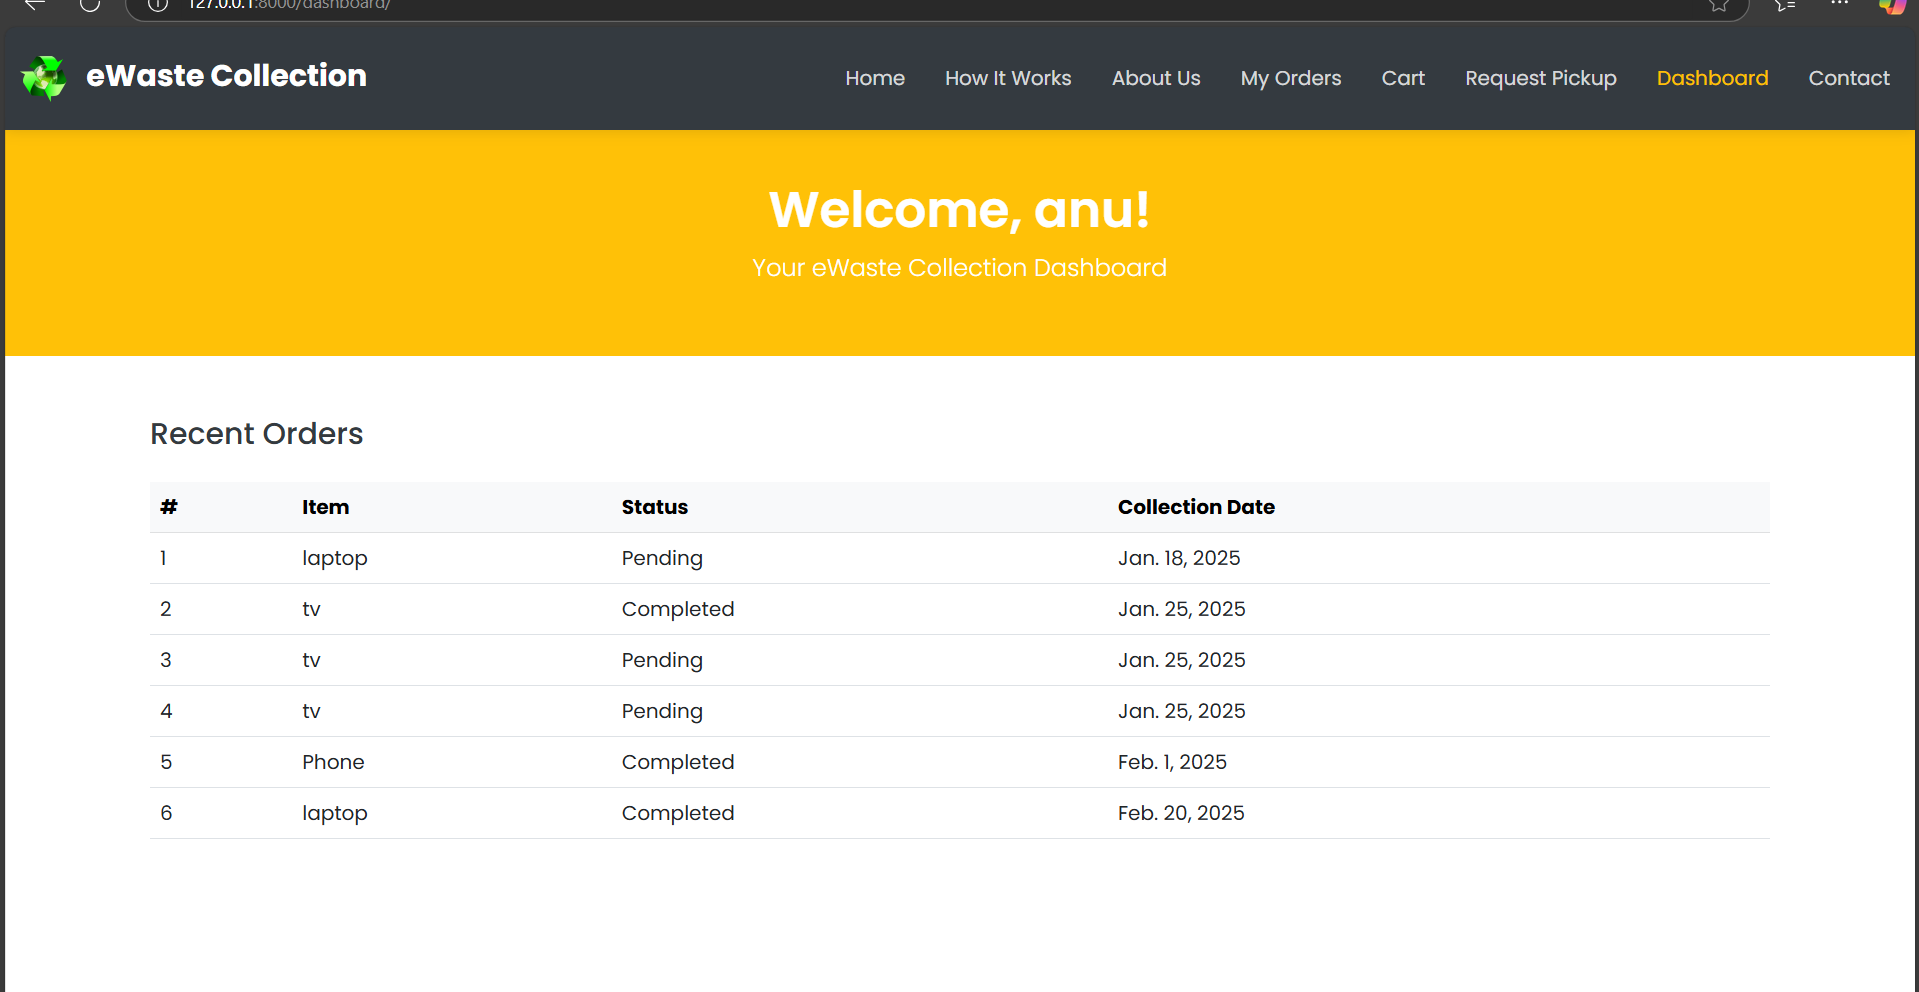 127.0.0.1:8000/dashboard/
eWaste Collection
Home How It Works About Us My Orders Cart Request Pickup Dashboard Contact
Welcome, anu!
Your eWaste Collection Dashboard
Recent Orders
# Item Status Collection Date
1 laptop Pending Jan. 18, 2025
2 tv Completed Jan. 25, 2025
3 tv Pending Jan. 25, 2025
4 tv Pending Jan. 25, 2025
5 Phone Completed Feb. 1, 2025
6 laptop Completed Feb. 20, 2025